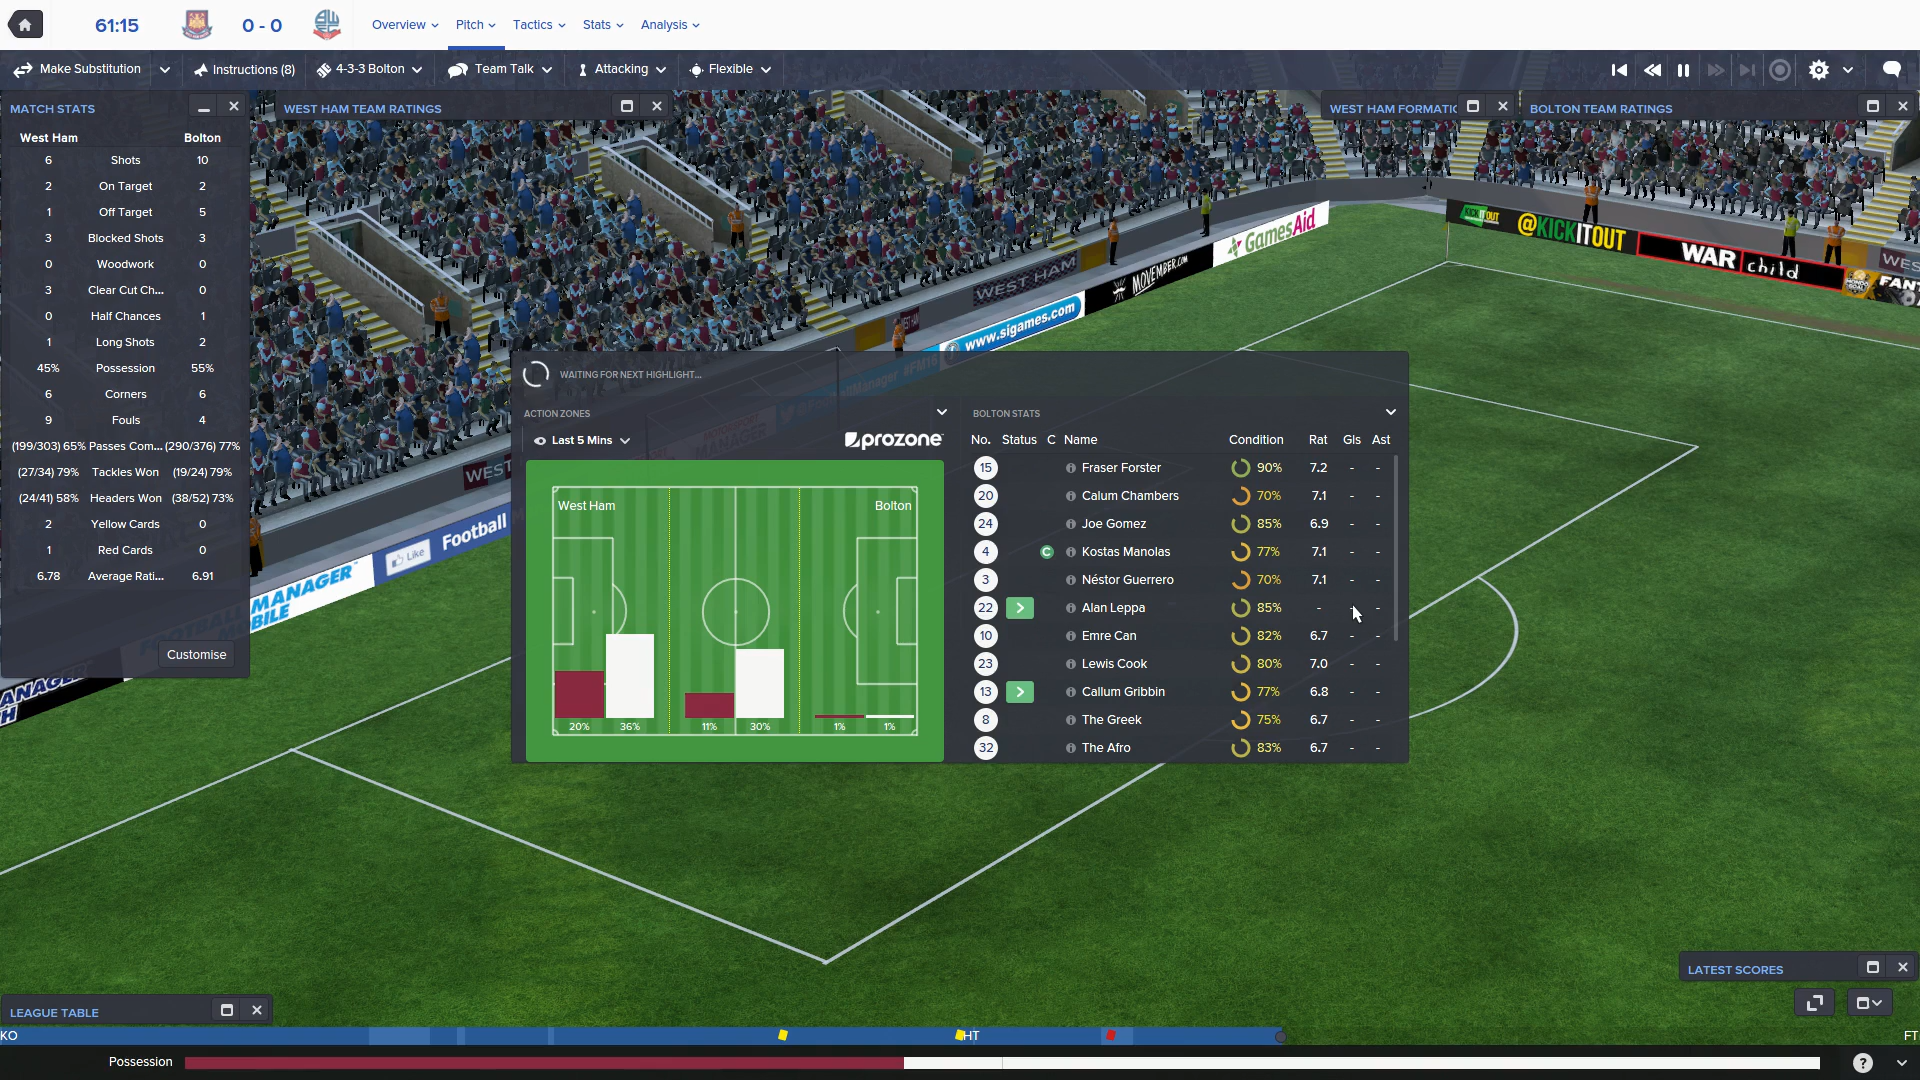 61:15
0 - 0
Overview
Pitch
Tactics
Stats
Analysis
Make Substitution
Instructions (8)
4-3-3 Bolton
Team Talk
Attacking
Flexible
MATCH STATS
West Ham Bolton
6 Shots 10
2 On Target 2
1 Off Target 5
3 Blocked Shots 3
0 Woodwork 0
3 Clear Cut Ch... 0
0 Half Chances 1
1 Long Shots 2
45% Possession 55%
6 Corners 6
9 Fouls 4
(199/303) 65% Passes Com... (290/376) 77%
(27/34) 79% Tackles Won (19/24) 79%
(24/41) 58% Headers Won (38/52) 73%
2 Yellow Cards 0
1 Red Cards 0
6.78 Average Rati... 6.91
Customise
WEST HAM TEAM RATINGS
WEST HAM FORMATIO
BOLTON TEAM RATINGS
KICK IT OUT
@KICKITOUT
WAR child
WES
FANT
GamesAid
MOVEMBER.COM
WEST HAM
www.sigames.com
WEST
Like
Football
MANAGER
MOBILE
WAITING FOR NEXT HIGHLIGHT...
ACTION ZONES
Last 5 Mins
prozone
West Ham Bolton
20% 36% 11% 30% 1% 1%
BOLTON STATS
No. Status C Name Condition Rat Gls Ast
15 Fraser Forster 90% 7.2 - -
20 Calum Chambers 70% 7.1 - -
24 Joe Gomez 85% 6.9 - -
4 C Kostas Manolas 77% 7.1 - -
3 Néstor Guerrero 70% 7.1 - -
22 Alan Leppa 85% - - -
10 Emre Can 82% 6.7 - -
23 Lewis Cook 80% 7.0 - -
13 Callum Gribbin 77% 6.8 - -
8 The Greek 75% 6.7 - -
32 The Afro 83% 6.7 - -
LATEST SCORES
LEAGUE TABLE
KO HT FT
Possession
?